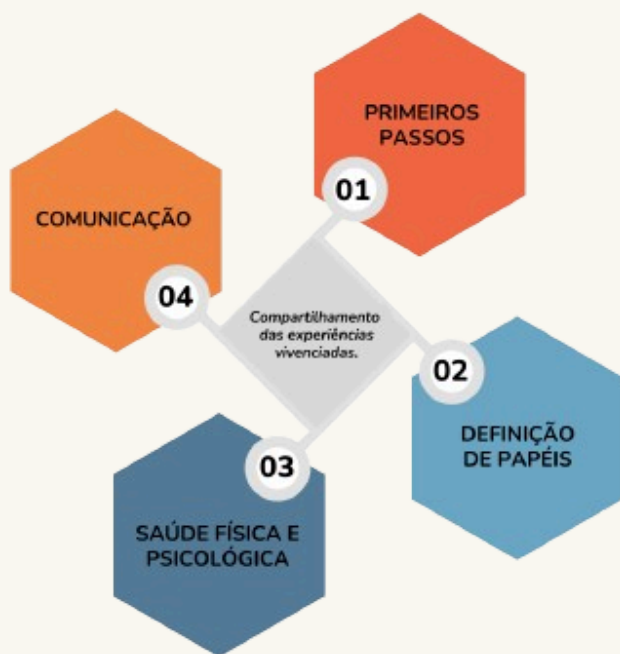 PRIMEIROS
PASSOS
01
COMUNICAÇÃO
04
Compartilhamento
das experiências
vivenciadas.
02
DEFINIÇÃO
DE PAPÉIS
03
SAÚDE FÍSICA E
PSICOLÓGICA